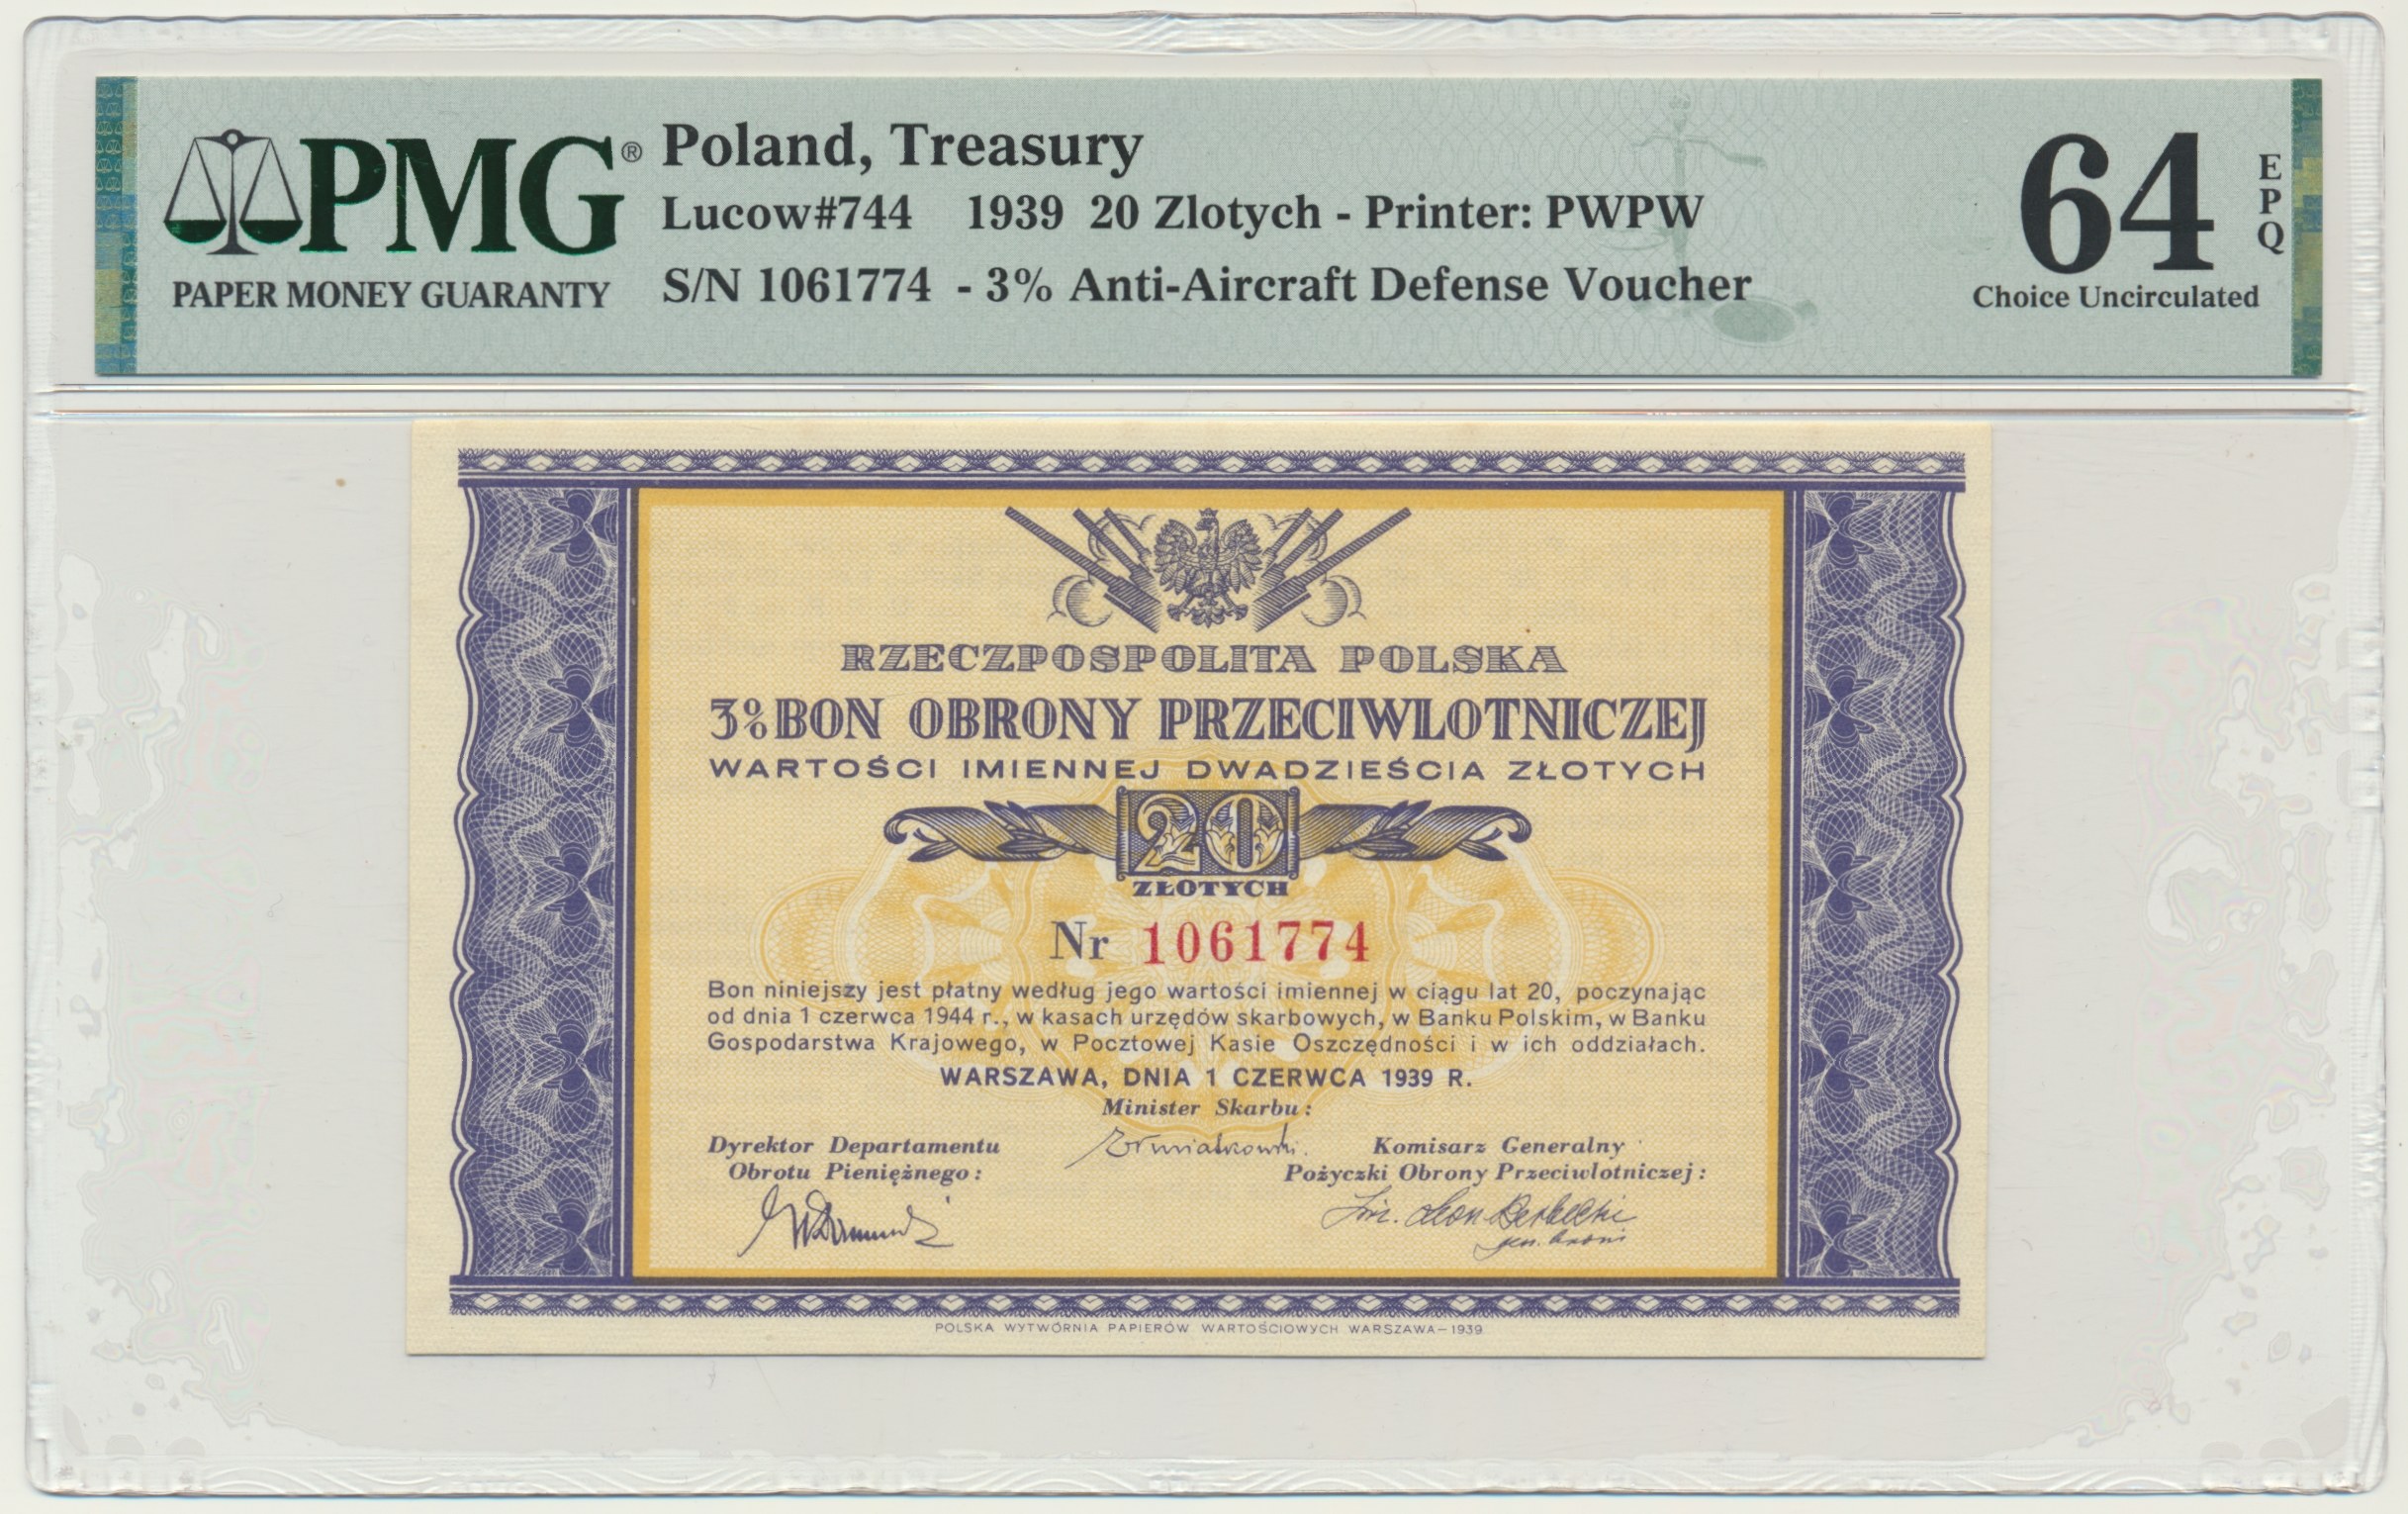 PMG®
PAPER MONEY GUARANTY
Poland, Treasury
Lucow#744 1939 20 Zlotych - Printer: PWPW
S/N 1061774 - 3% Anti-Aircraft Defense Voucher
64
EPQ
Choice Uncirculated
RZECZPOSPOLITA POLSKA
3% BON OBRONY PRZECIWLOTNICZEJ
WARTOŚCI IMIENNEJ DWADZIEŚCIA ZŁOTYCH
20
ZŁOTYCH
Nr 1061774
Bon niniejszy jest płatny według jego wartości imiennej w ciągu lat 20, poczynając
od dnia 1 czerwca 1944 r., w kasach urzędów skarbowych, w Banku Polskim, w Banku
Gospodarstwa Krajowego, w Pocztowej Kasie Oszczędności i w ich oddziałach.
WARSZAWA, DNIA 1 CZERWCA 1939 R.
Minister Skarbu:
Dyrektor Departamentu
Obrotu Pieniężnego:
Komisarz Generalny
Pożyczki Obrony Przeciwlotniczej:
Leon Berbecki
gen. broni
POLSKA WYTWÓRNIA PAPIERÓW WARTOŚCIOWYCH WARSZAWA—1939